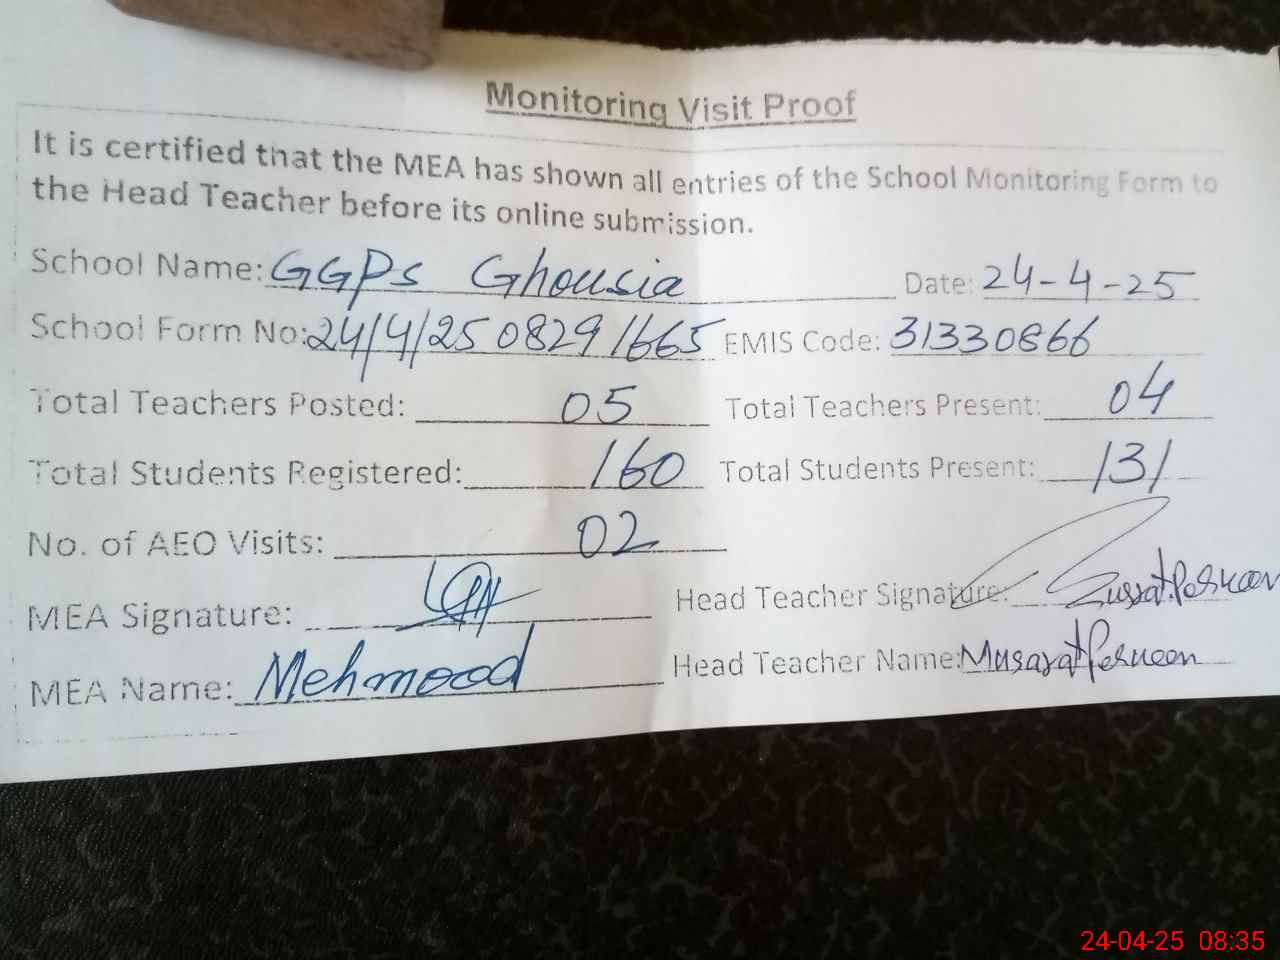 Monitoring Visit Proof
It is certified that the MEA has shown all entries of the School Monitoring Form to
the Head Teacher before its online submission.
School Name: GGPS Ghousia Date: 24-4-25
School Form No: 24/4/25 08291665 EMIS Code: 31330866
Total Teachers Posted: 05 Total Teachers Present: 04
Total Students Registered: 160 Total Students Present: 131
No. of AEO Visits: 02
MEA Signature: Head Teacher Signature:
MEA Name: Mehmood Head Teacher Name: Musarat Perveen
24-04-25 08:35